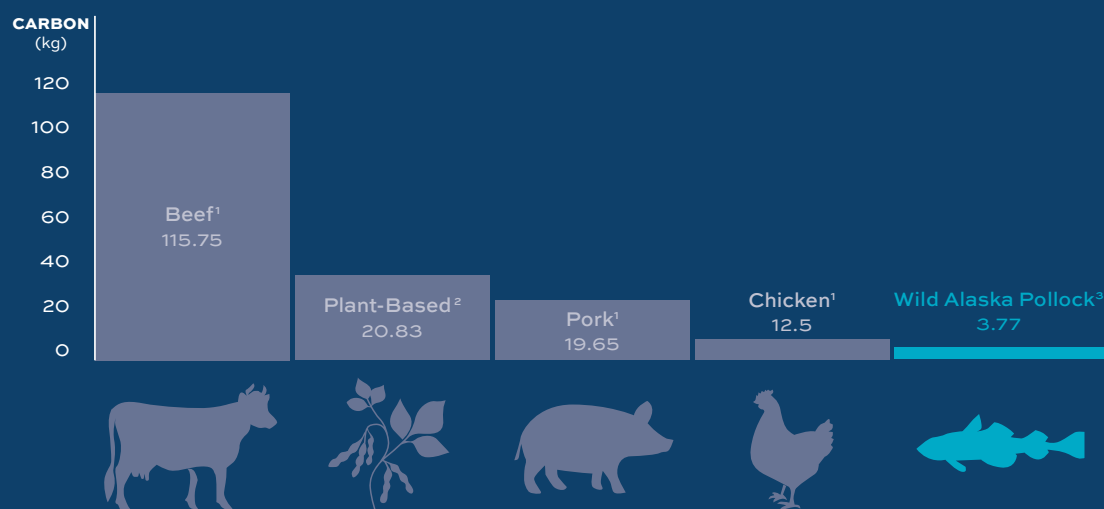 CARBON
(kg)
120
100
80
60
40
20
0
Beef¹
115.75
Plant-Based²
20.83
Pork¹
19.65
Chicken¹
12.5
Wild Alaska Pollock³
3.77